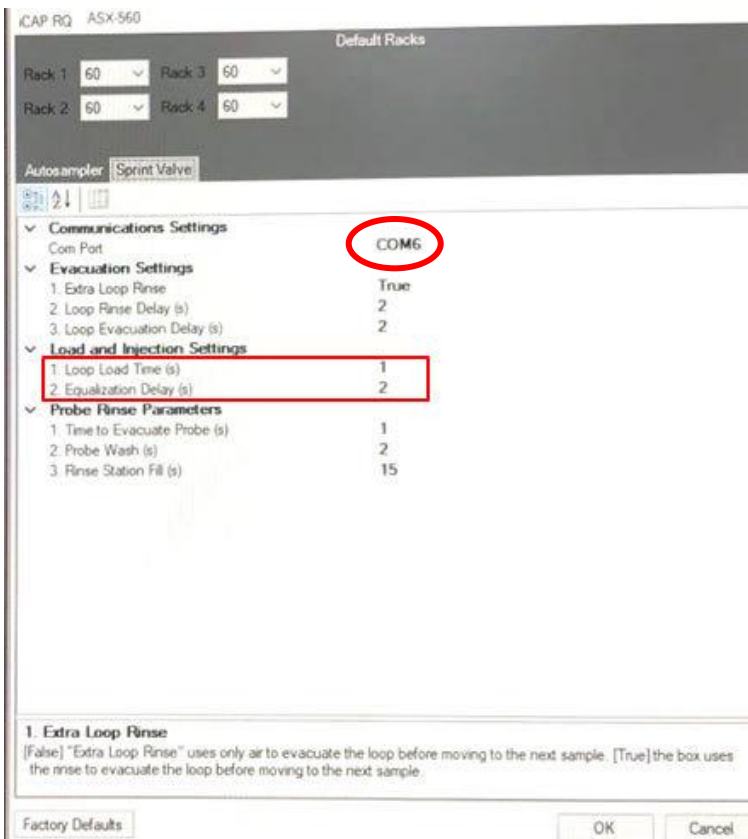 iCAP RQ ASX-560
Default Racks
Rack 1 60 Rack 3 60
Rack 2 60 Rack 4 60
Autosampler Sprint Valve
Communications Settings
Com Port COM6
Evacuation Settings
1. Extra Loop Rinse True
2. Loop Rinse Delay (s) 2
3. Loop Evacuation Delay (s) 2
Load and Injection Settings
1. Loop Load Time (s) 1
2. Equalization Delay (s) 2
Probe Rinse Parameters
1. Time to Evacuate Probe (s) 1
2. Probe Wash (s) 2
3. Rinse Station Fill (s) 15
1. Extra Loop Rinse
[False] "Extra Loop Rinse" uses only air to evacuate the loop before moving to the next sample. [True] the box uses
the rinse to evacuate the loop before moving to the next sample.
Factory Defaults OK Cancel